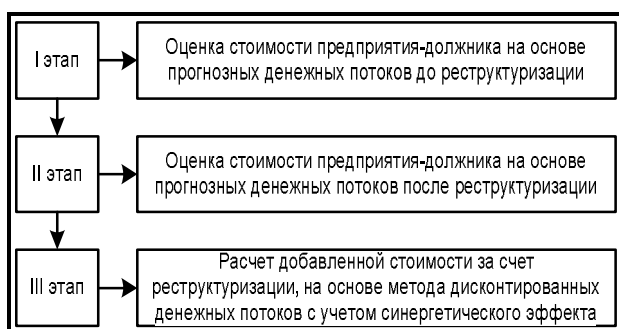 I этап
Оценка стоимости предприятия-должника на основе
прогнозных денежных потоков до реструктуризации
II этап
Оценка стоимости предприятия-должника на основе
прогнозных денежных потоков после реструктуризации
III этап
Расчет добавленной стоимости за счет
реструктуризации, на основе метода дисконтированных
денежных потоков с учетом синергетического эффекта